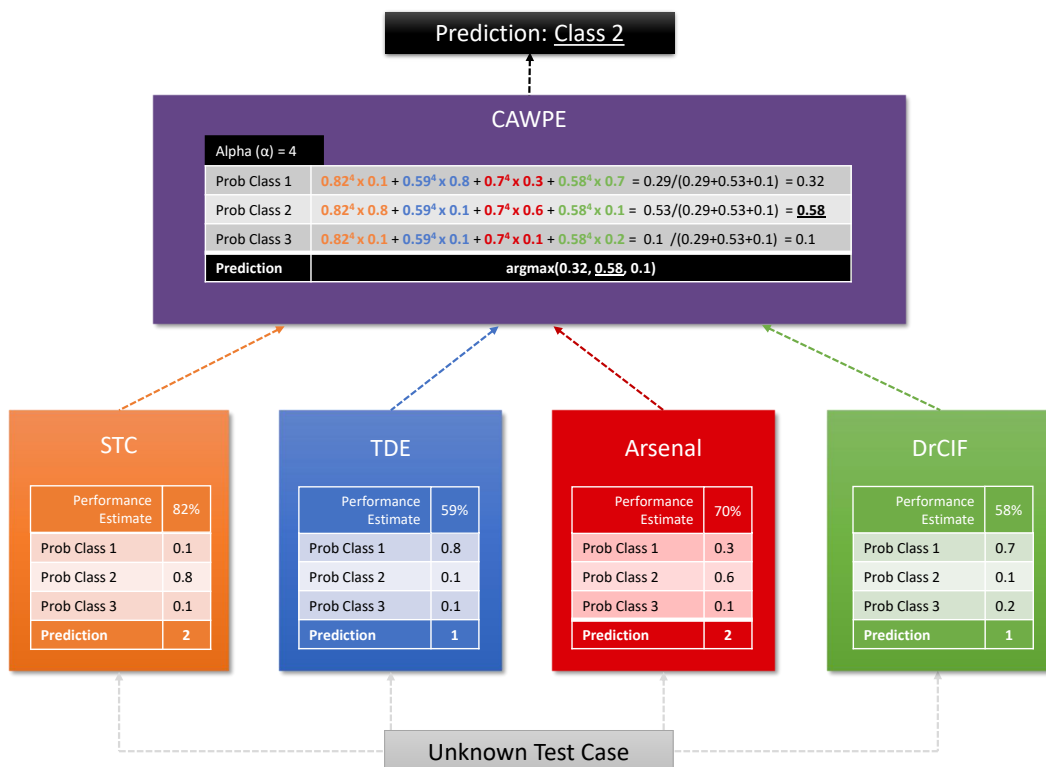 Prediction: Class 2
CAWPE
Alpha (α) = 4
Prob Class 1 0.82⁴ x 0.1 + 0.59⁴ x 0.8 + 0.7⁴ x 0.3 + 0.58⁴ x 0.7 = 0.29/(0.29+0.53+0.1) = 0.32
Prob Class 2 0.82⁴ x 0.8 + 0.59⁴ x 0.1 + 0.7⁴ x 0.6 + 0.58⁴ x 0.1 = 0.53/(0.29+0.53+0.1) = 0.58
Prob Class 3 0.82⁴ x 0.1 + 0.59⁴ x 0.1 + 0.7⁴ x 0.1 + 0.58⁴ x 0.2 = 0.1 /(0.29+0.53+0.1) = 0.1
Prediction argmax(0.32, 0.58, 0.1)
STC
Performance
Estimate 82%
Prob Class 1 0.1
Prob Class 2 0.8
Prob Class 3 0.1
Prediction 2
TDE
Performance
Estimate 59%
Prob Class 1 0.8
Prob Class 2 0.1
Prob Class 3 0.1
Prediction 1
Arsenal
Performance
Estimate 70%
Prob Class 1 0.3
Prob Class 2 0.6
Prob Class 3 0.1
Prediction 2
DrCIF
Performance
Estimate 58%
Prob Class 1 0.7
Prob Class 2 0.1
Prob Class 3 0.2
Prediction 1
Unknown Test Case